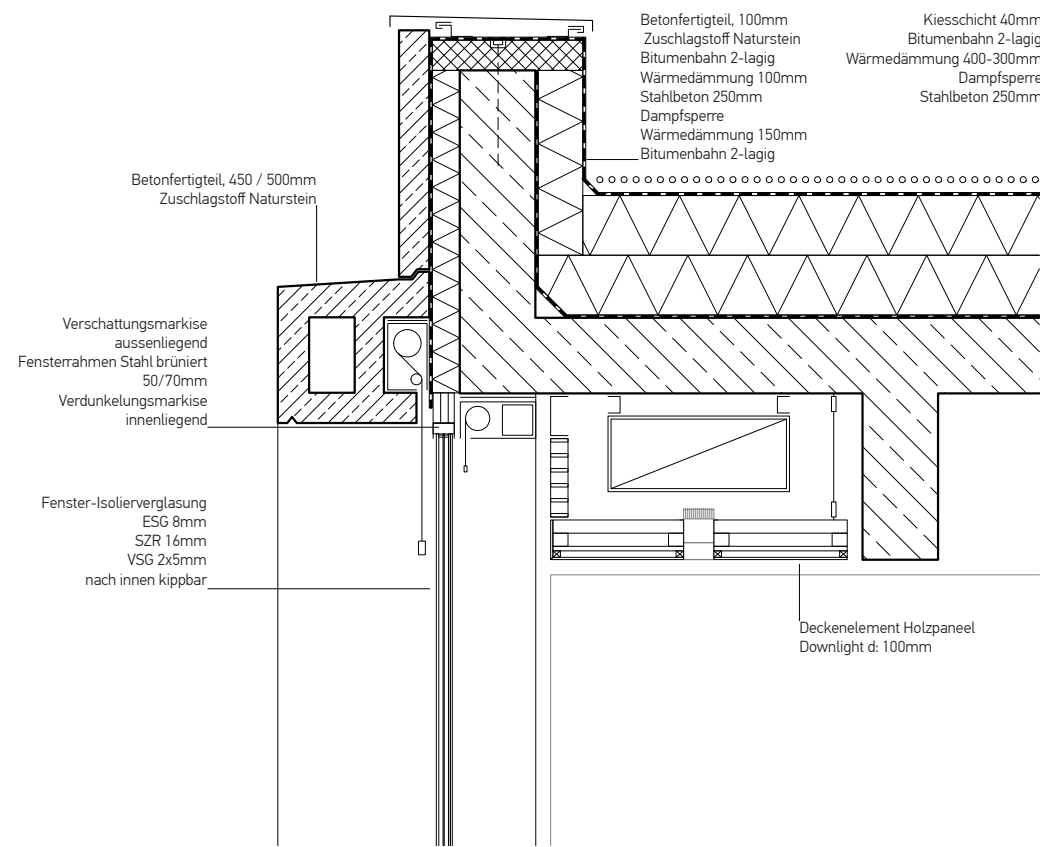 Betonfertigteil, 100mm
Zuschlagstoff Naturstein
Bitumenbahn 2-lagig
Wärmedämmung 100mm
Stahlbeton 250mm
Dampfsperre
Wärmedämmung 150mm
Bitumenbahn 2-lagig
Kiesschicht 40mm
Bitumenbahn 2-lagig
Wärmedämmung 400-300mm
Dampfsperre
Stahlbeton 250mm
Betonfertigteil, 450 / 500mm
Zuschlagstoff Naturstein
Verschattungsmarkise
aussenliegend
Fensterrahmen Stahl brüniert
50/70mm
Verdunkelungsmarkise
innenliegend
Fenster-Isolierverglasung
ESG 8mm
SZR 16mm
VSG 2x5mm
nach innen kippbar
Deckenelement Holzpaneel
Downlight d: 100mm